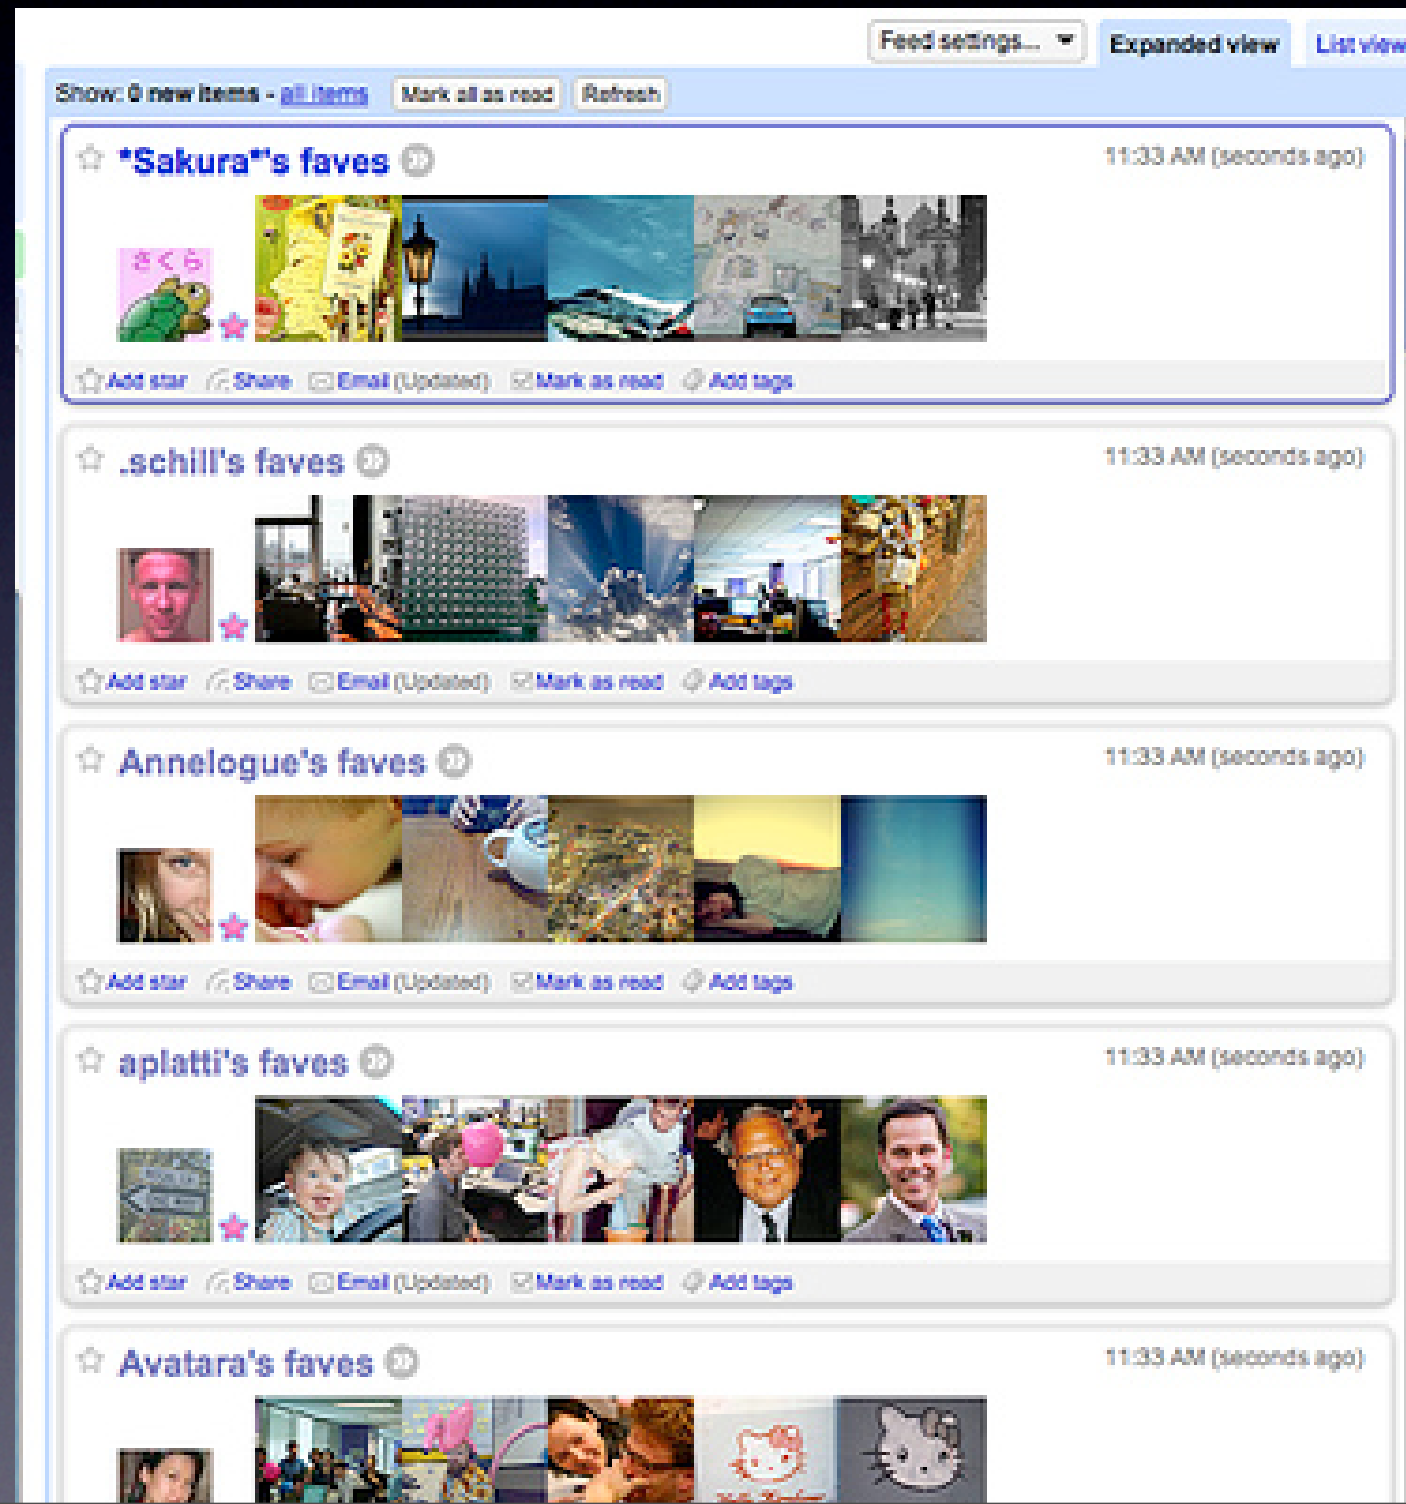 Feed settings...
Expanded view
List view
Show: 0 new items - all items
Mark all as read
Refresh
*Sakura*'s faves
11:33 AM (seconds ago)
さくら
Add star Share Email (Updated) Mark as read Add tags
.schill's faves
11:33 AM (seconds ago)
Add star Share Email (Updated) Mark as read Add tags
Annelogue's faves
11:33 AM (seconds ago)
Add star Share Email (Updated) Mark as read Add tags
aplatti's faves
11:33 AM (seconds ago)
Add star Share Email (Updated) Mark as read Add tags
Avatara's faves
11:33 AM (seconds ago)